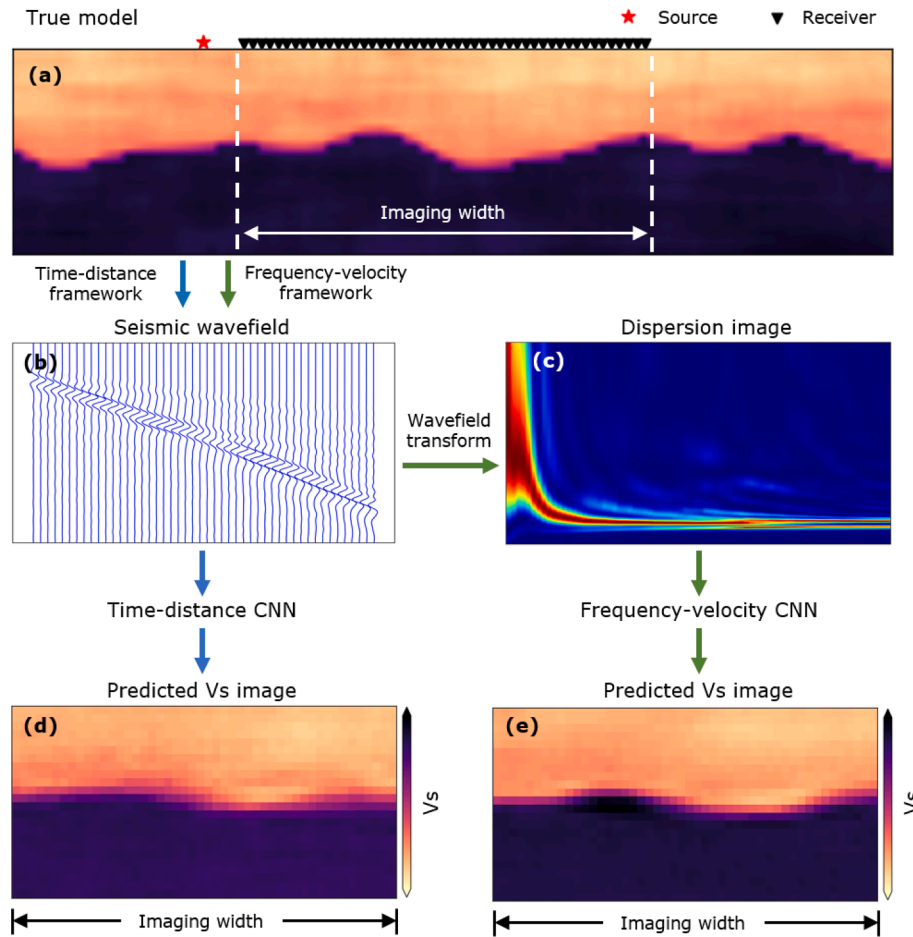 True model
Source
Receiver
(a)
Imaging width
Time-distance
framework
Frequency-velocity
framework
Seismic wavefield
Dispersion image
(b)
(c)
Wavefield
transform
Time-distance CNN
Frequency-velocity CNN
Predicted Vs image
Predicted Vs image
(d)
Vs
(e)
Vs
Imaging width
Imaging width